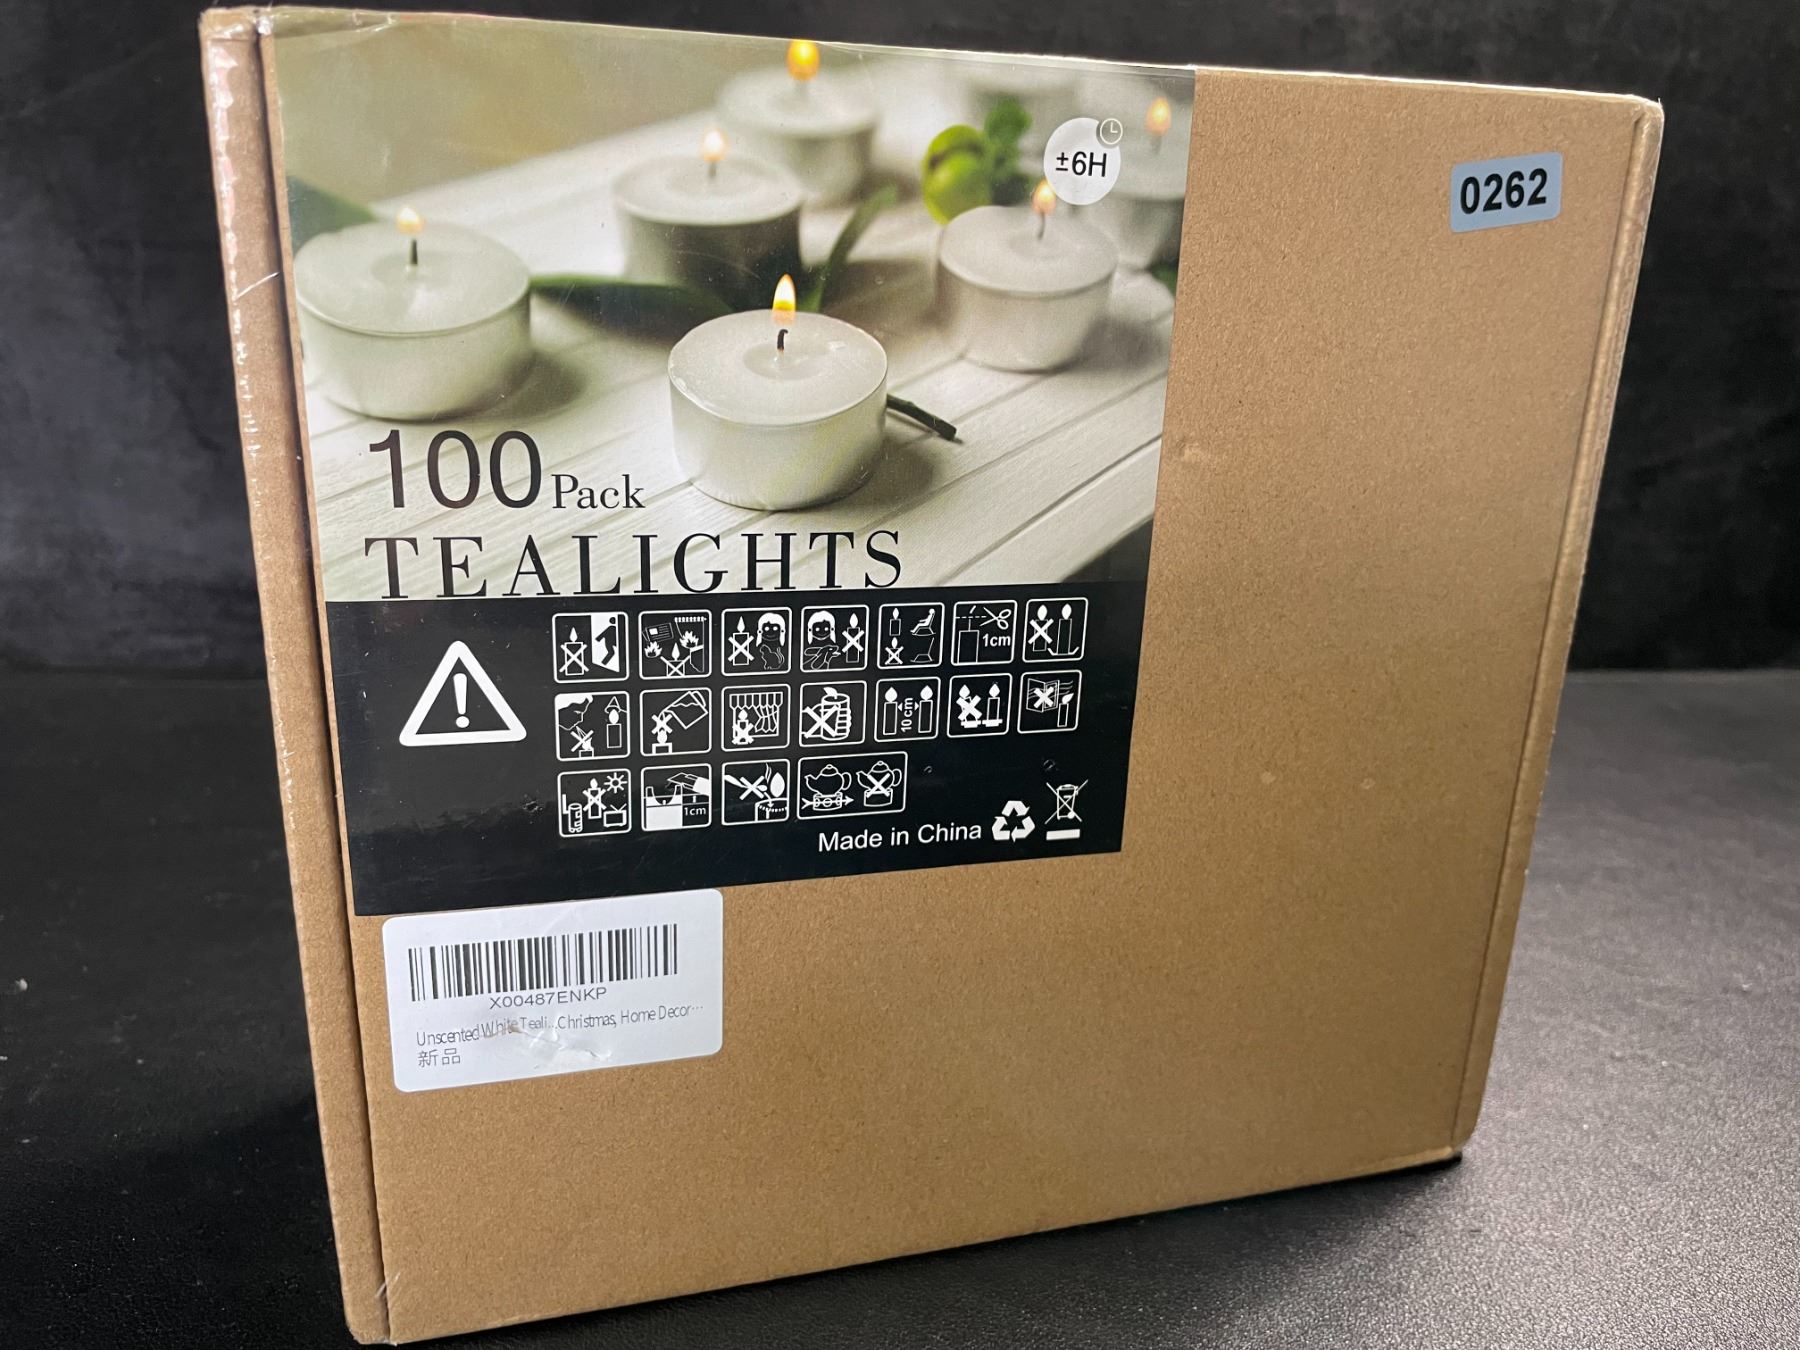 ±6H
0262
100 Pack
TEALIGHTS
1cm
10cm
1cm
Made in China
X00487ENKP
Unscented White Teali...Christmas, Home Decor...
新品